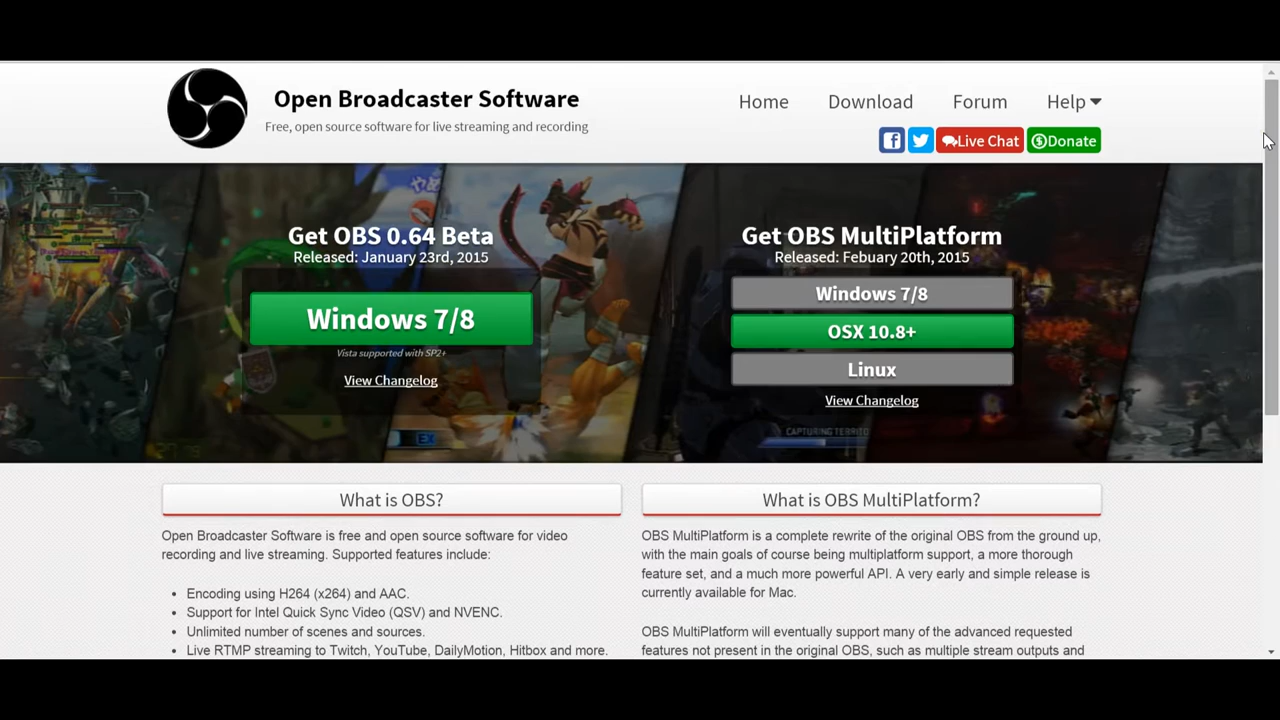 Open Broadcaster Software
Free, open source software for live streaming and recording
Home Download Forum Help
Live Chat Donate
Get OBS 0.64 Beta
Released: January 23rd, 2015
Windows 7/8
Vista supported with SP2+
View Changelog
Get OBS MultiPlatform
Released: Febuary 20th, 2015
Windows 7/8
OSX 10.8+
Linux
View Changelog
CAPTURING TERRITO
What is OBS?
Open Broadcaster Software is free and open source software for video
recording and live streaming. Supported features include:
• Encoding using H264 (x264) and AAC.
• Support for Intel Quick Sync Video (QSV) and NVENC.
• Unlimited number of scenes and sources.
• Live RTMP streaming to Twitch, YouTube, DailyMotion, Hitbox and more.
What is OBS MultiPlatform?
OBS MultiPlatform is a complete rewrite of the original OBS from the ground up,
with the main goals of course being multiplatform support, a more thorough
feature set, and a much more powerful API. A very early and simple release is
currently available for Mac.
OBS MultiPlatform will eventually support many of the advanced requested
features not present in the original OBS, such as multiple stream outputs and